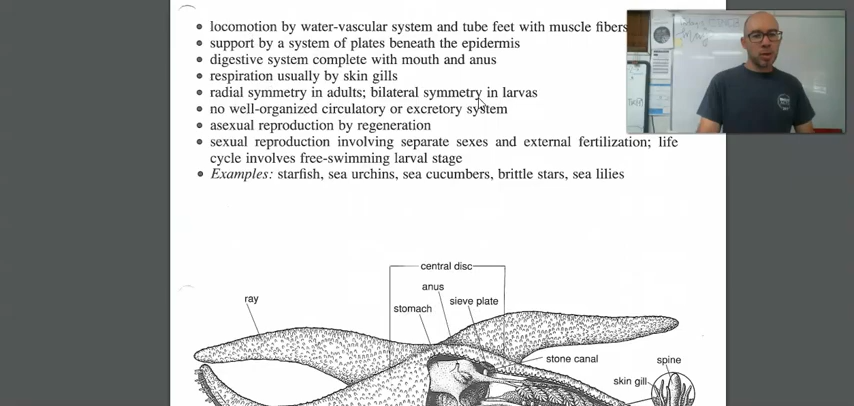 locomotion by water-vascular system and tube feet with muscle fibers
support by a system of plates beneath the epidermis
digestive system complete with mouth and anus
respiration usually by skin gills
radial symmetry in adults; bilateral symmetry in larvas
no well-organized circulatory or excretory system
asexual reproduction by regeneration
sexual reproduction involving separate sexes and external fertilization; life
cycle involves free-swimming larval stage
Examples: starfish, sea urchins, sea cucumbers, brittle stars, sea lilies
central disc
anus
ray
stomach
sieve plate
stone canal
spine
skin gill